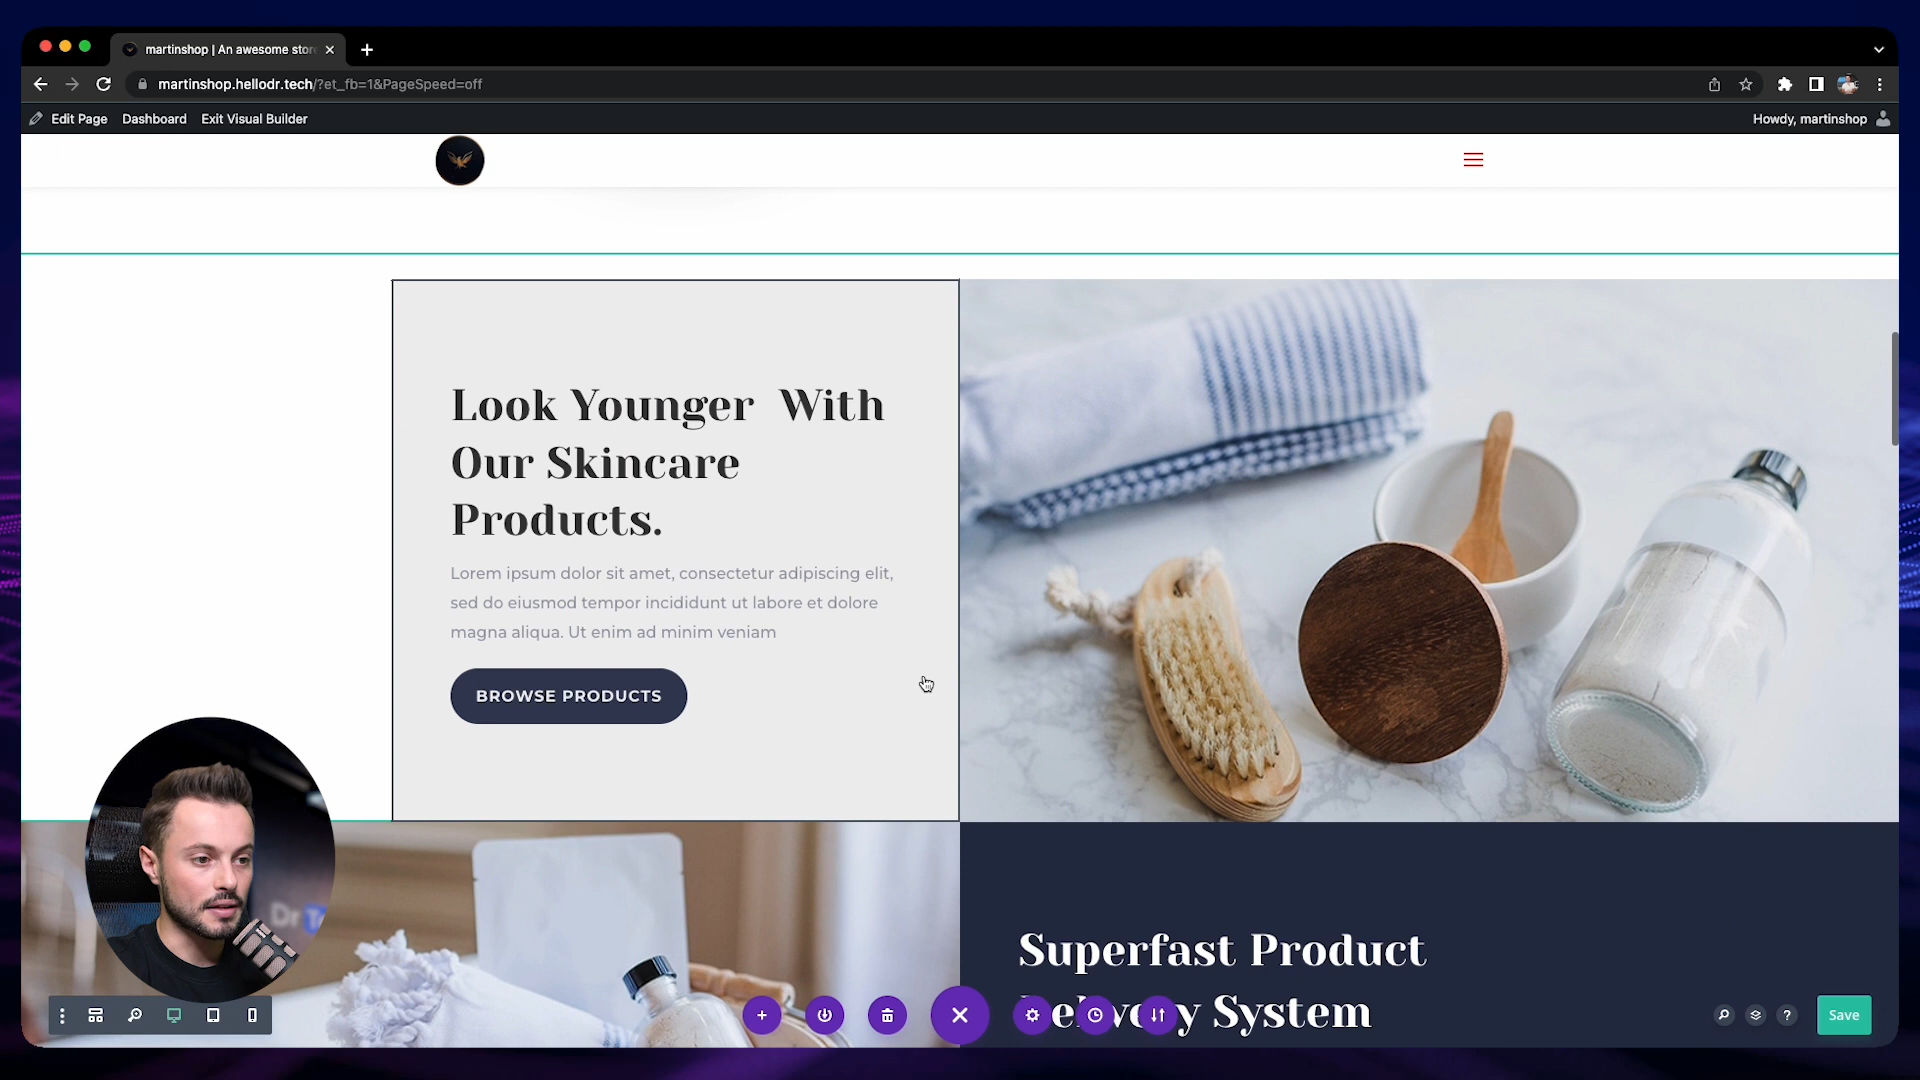 martinshop | An awesome stor
martinshop.hellodr.tech/?et_fb=1&PageSpeed=off
Edit Page Dashboard Exit Visual Builder Howdy, martinshop
Look Younger With
Our Skincare
Products.
Lorem ipsum dolor sit amet, consectetur adipiscing elit,
sed do eiusmod tempor incididunt ut labore et dolore
magna aliqua. Ut enim ad minim veniam
BROWSE PRODUCTS
Dr
Superfast Product
Delivery System
? Save